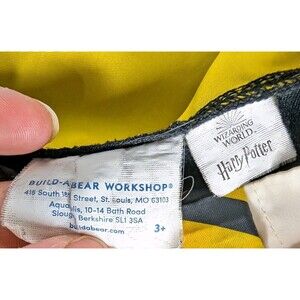 BUILD-A-BEAR WORKSHOP®
415 South 18th Street, St. Louis, MO 63103
Aquasulis, 10-14 Bath Road
Slough, Berkshire SL1 3SA
buildabear.com
3+
WIZARDING
WORLD
Harry Potter